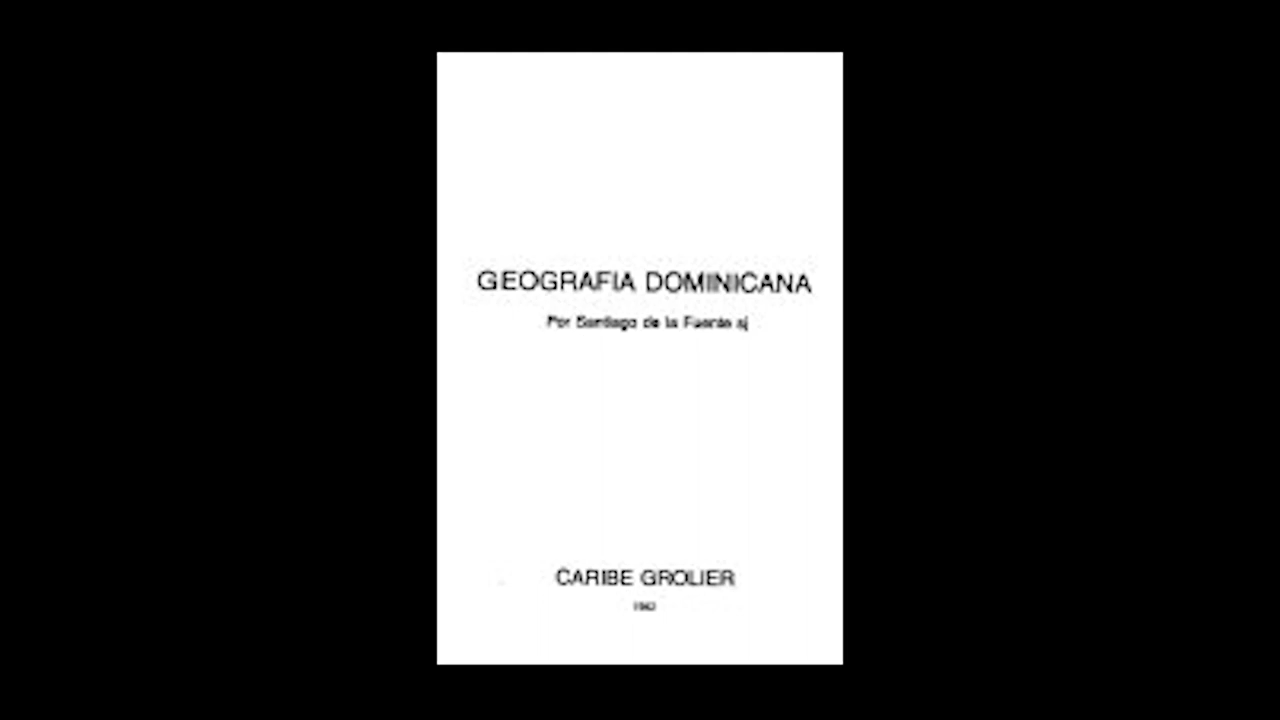 GEOGRAFIA DOMINICANA
Por Santiago de la Fuente sj
CARIBE GROLIER